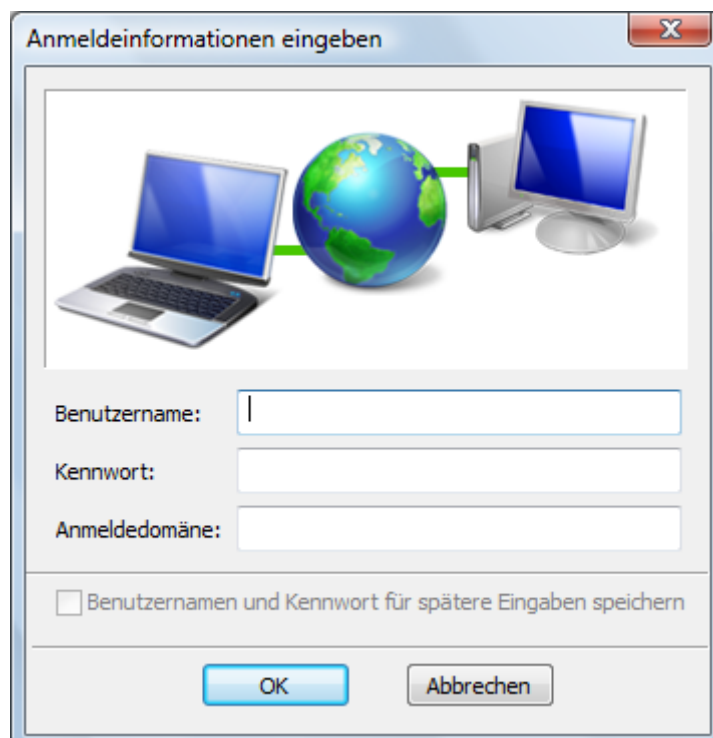 Anmeldeinformationen eingeben
Benutzername:
Kennwort:
Anmeldedomäne:
Benutzernamen und Kennwort für spätere Eingaben speichern
OK Abbrechen